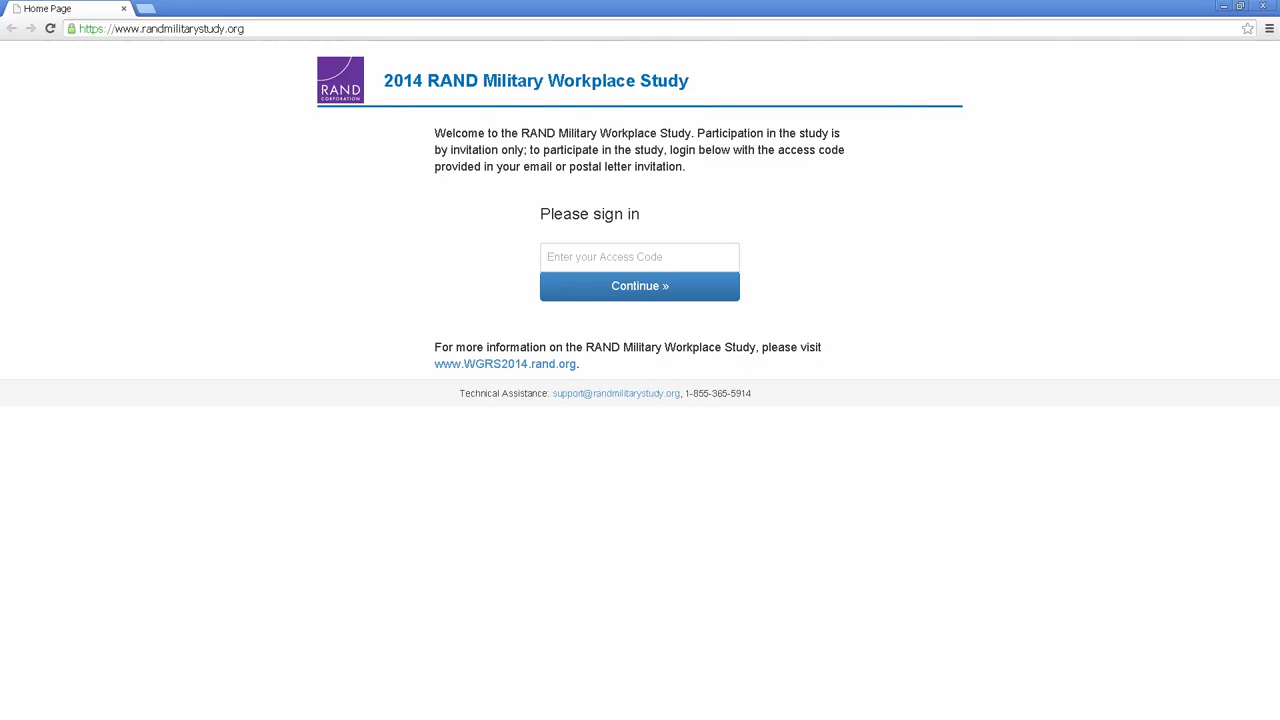 Home Page
https://www.randmilitarystudy.org
RAND
CORPORATION
2014 RAND Military Workplace Study
Welcome to the RAND Military Workplace Study. Participation in the study is
by invitation only; to participate in the study, login below with the access code
provided in your email or postal letter invitation.
Please sign in
Enter your Access Code
Continue »
For more information on the RAND Military Workplace Study, please visit
www.WGRS2014.rand.org.
Technical Assistance: support@randmilitarystudy.org, 1-855-365-5914